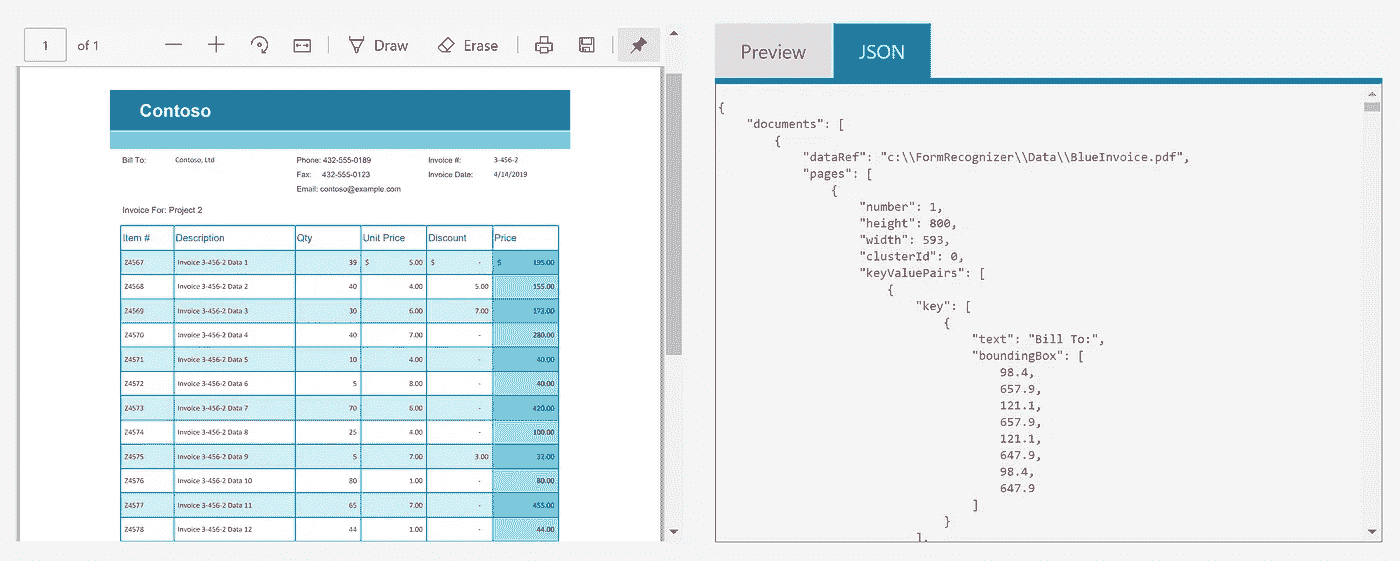 1 of 1 Draw Erase
Contoso
Bill To: Contoso, Ltd Phone: 432-555-0189 Invoice #: 3-456-2
Fax: 432-555-0123 Invoice Date: 4/14/2019
Email: contoso@example.com
Invoice For: Project 2
Item # Description Qty Unit Price Discount Price
Z4567 Invoice 3-456-2 Data 1 39 $ 5.00 $ - $ 195.00
Z4568 Invoice 3-456-2 Data 2 40 4.00 5.00 155.00
Z4569 Invoice 3-456-2 Data 3 30 6.00 7.00 173.00
Z4570 Invoice 3-456-2 Data 4 40 7.00 - 280.00
Z4571 Invoice 3-456-2 Data 5 10 4.00 - 40.00
Z4572 Invoice 3-456-2 Data 6 5 8.00 - 40.00
Z4573 Invoice 3-456-2 Data 7 70 6.00 - 420.00
Z4574 Invoice 3-456-2 Data 8 25 4.00 - 100.00
Z4575 Invoice 3-456-2 Data 9 5 7.00 3.00 32.00
Z4576 Invoice 3-456-2 Data 10 80 1.00 - 80.00
Z4577 Invoice 3-456-2 Data 11 65 7.00 - 455.00
Z4578 Invoice 3-456-2 Data 12 44 1.00 - 44.00
Preview JSON
{
"documents": [
{
"dataRef": "c:\\FormRecognizer\\Data\\BlueInvoice.pdf",
"pages": [
{
"number": 1,
"height": 800,
"width": 593,
"clusterId": 0,
"keyValuePairs": [
{
"key": [
{
"text": "Bill To:",
"boundingBox": [
98.4,
657.9,
121.1,
657.9,
121.1,
647.9,
98.4,
647.9
]
}
],